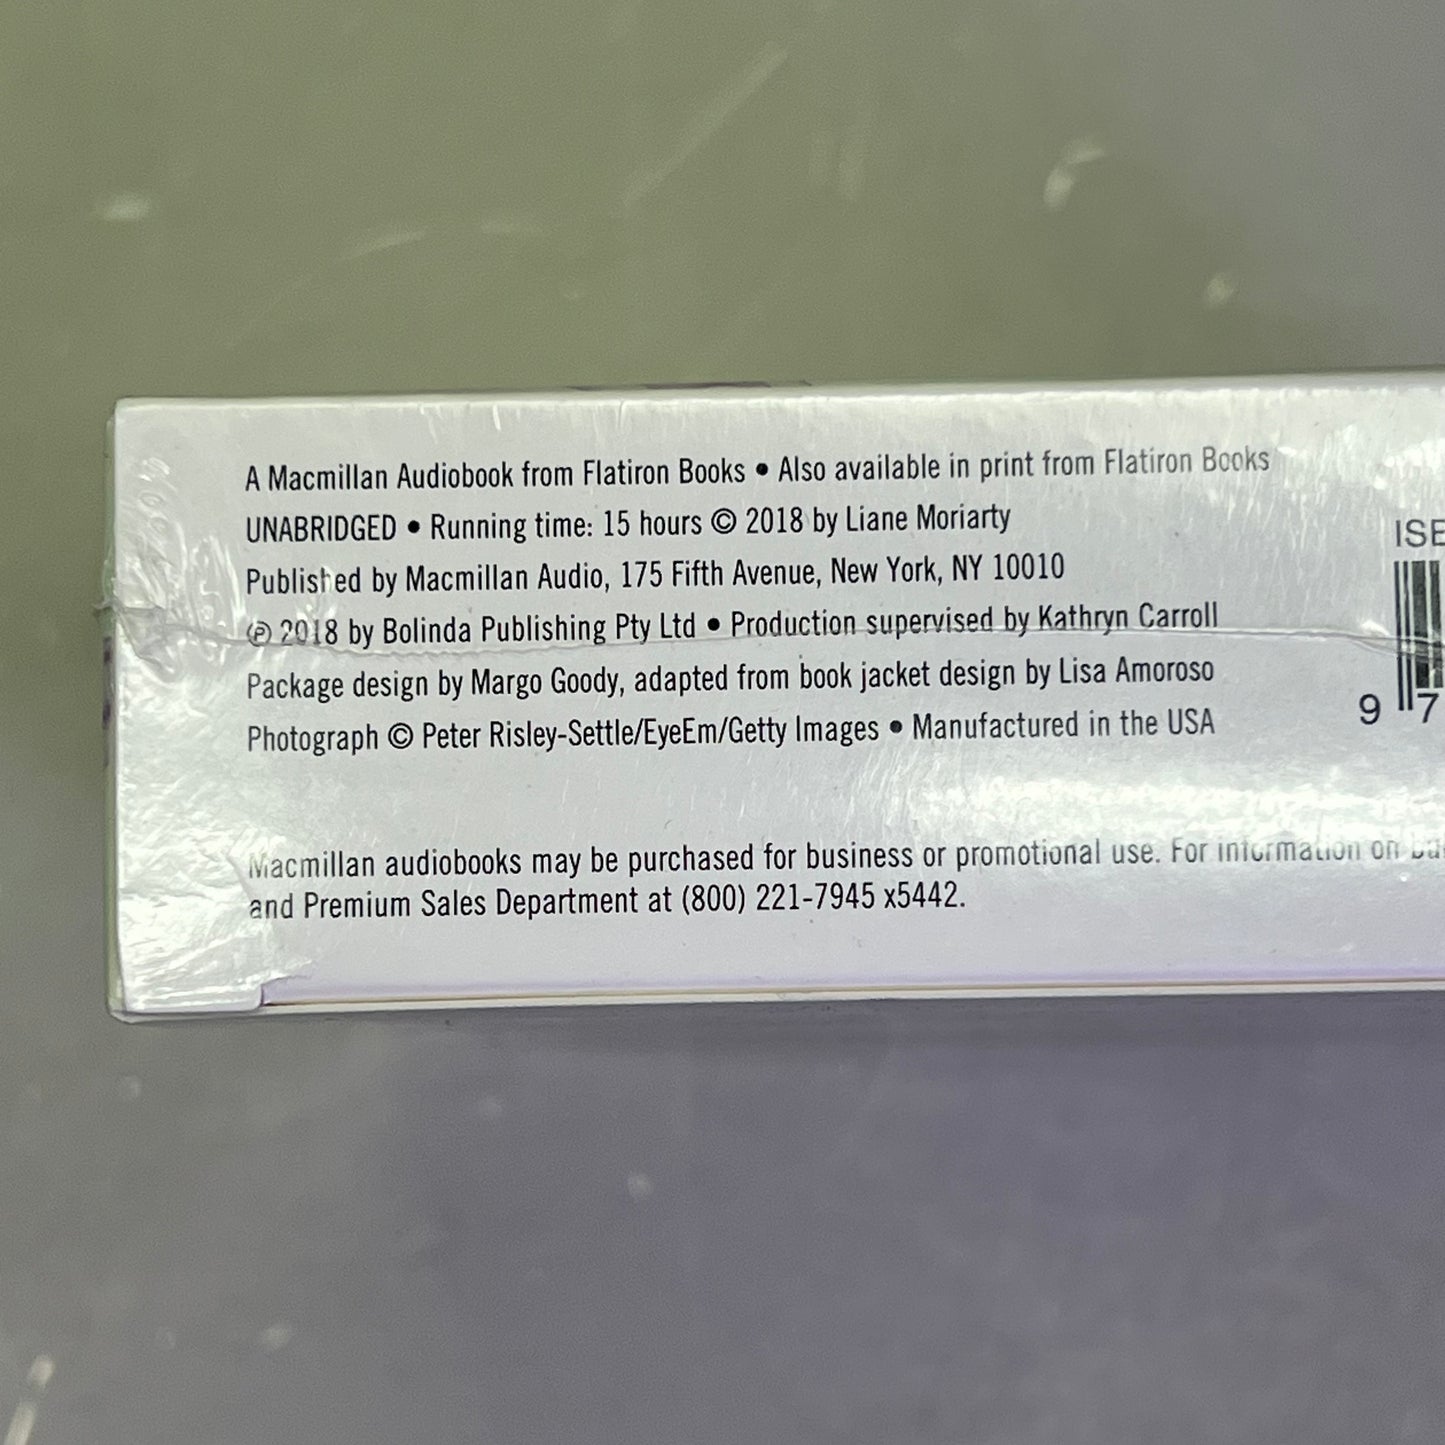 A Macmillan Audiobook from Flatiron Books • Also available in print from Flatiron Books
UNABRIDGED • Running time: 15 hours © 2018 by Liane Moriarty
Published by Macmillan Audio, 175 Fifth Avenue, New York, NY 10010
℗ 2018 by Bolinda Publishing Pty Ltd • Production supervised by Kathryn Carroll
Package design by Margo Goody, adapted from book jacket design by Lisa Amoroso
Photograph © Peter Risley-Settle/EyeEm/Getty Images • Manufactured in the USA
Macmillan audiobooks may be purchased for business or promotional use. For information on
and Premium Sales Department at (800) 221-7945 x5442.
9 7